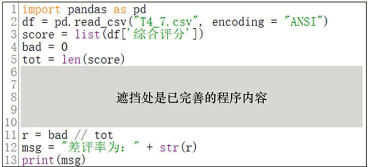 1 import pandas as pd
2 df = pd.read_csv("T4_7.csv", encoding = "ANSI")
3 score = list(df['综合评分'])
4 bad = 0
5 tot = len(score)
6
7
8 遮挡处是已完善的程序内容
9
10
11 r = bad // tot
12 msg = "差评率为：" + str(r)
13 print(msg)